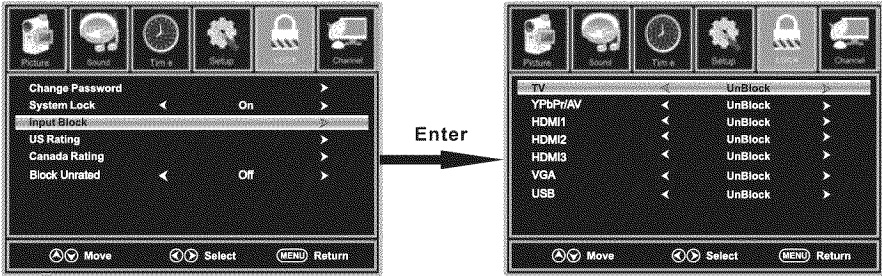 Picture Sound Time Setup Lock Channel
Change Password
System Lock On
Input Block
US Rating
Canada Rating
Block Unrated Off
Move Select MENU Return
Enter
Picture Sound Time Setup Channel
TV UnBlock
YPbPr/AV UnBlock
HDMI1 UnBlock
HDMI2 UnBlock
HDMI3 UnBlock
VGA UnBlock
USB UnBlock
Move Select MENU Return